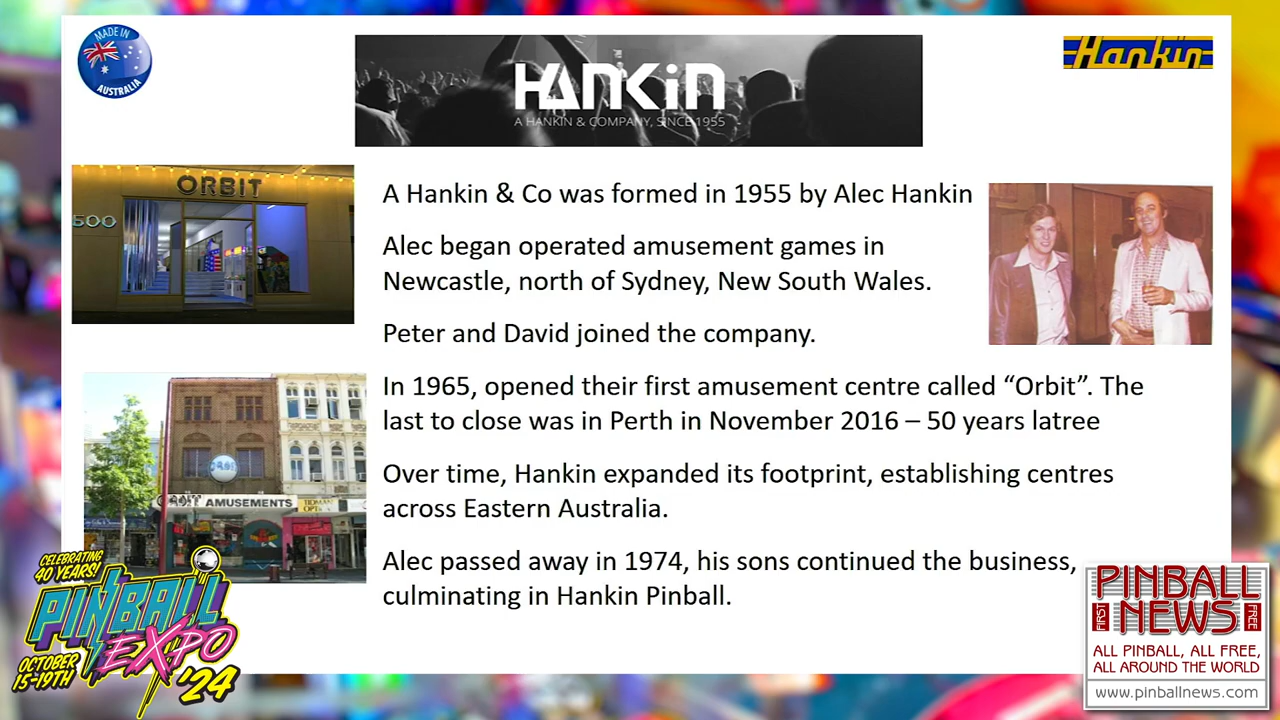 MADE IN
AUSTRALIA
HANKiN
A HANKIN & COMPANY, SINCE 1955
Hankin
ORBIT
500
A Hankin & Co was formed in 1955 by Alec Hankin
Alec began operated amusement games in
Newcastle, north of Sydney, New South Wales.
Peter and David joined the company.
In 1965, opened their first amusement centre called “Orbit”. The
last to close was in Perth in November 2016 – 50 years latree
Over time, Hankin expanded its footprint, establishing centres
across Eastern Australia.
Alec passed away in 1974, his sons continued the business,
culminating in Hankin Pinball.
ORBIT AMUSEMENTS
CELEBRATING
40 YEARS!
PINBALL
EXPO
OCTOBER
15-19TH
'24
PINBALL
FIRST NEWS FREE
ALL PINBALL, ALL FREE,
ALL AROUND THE WORLD
www.pinballnews.com